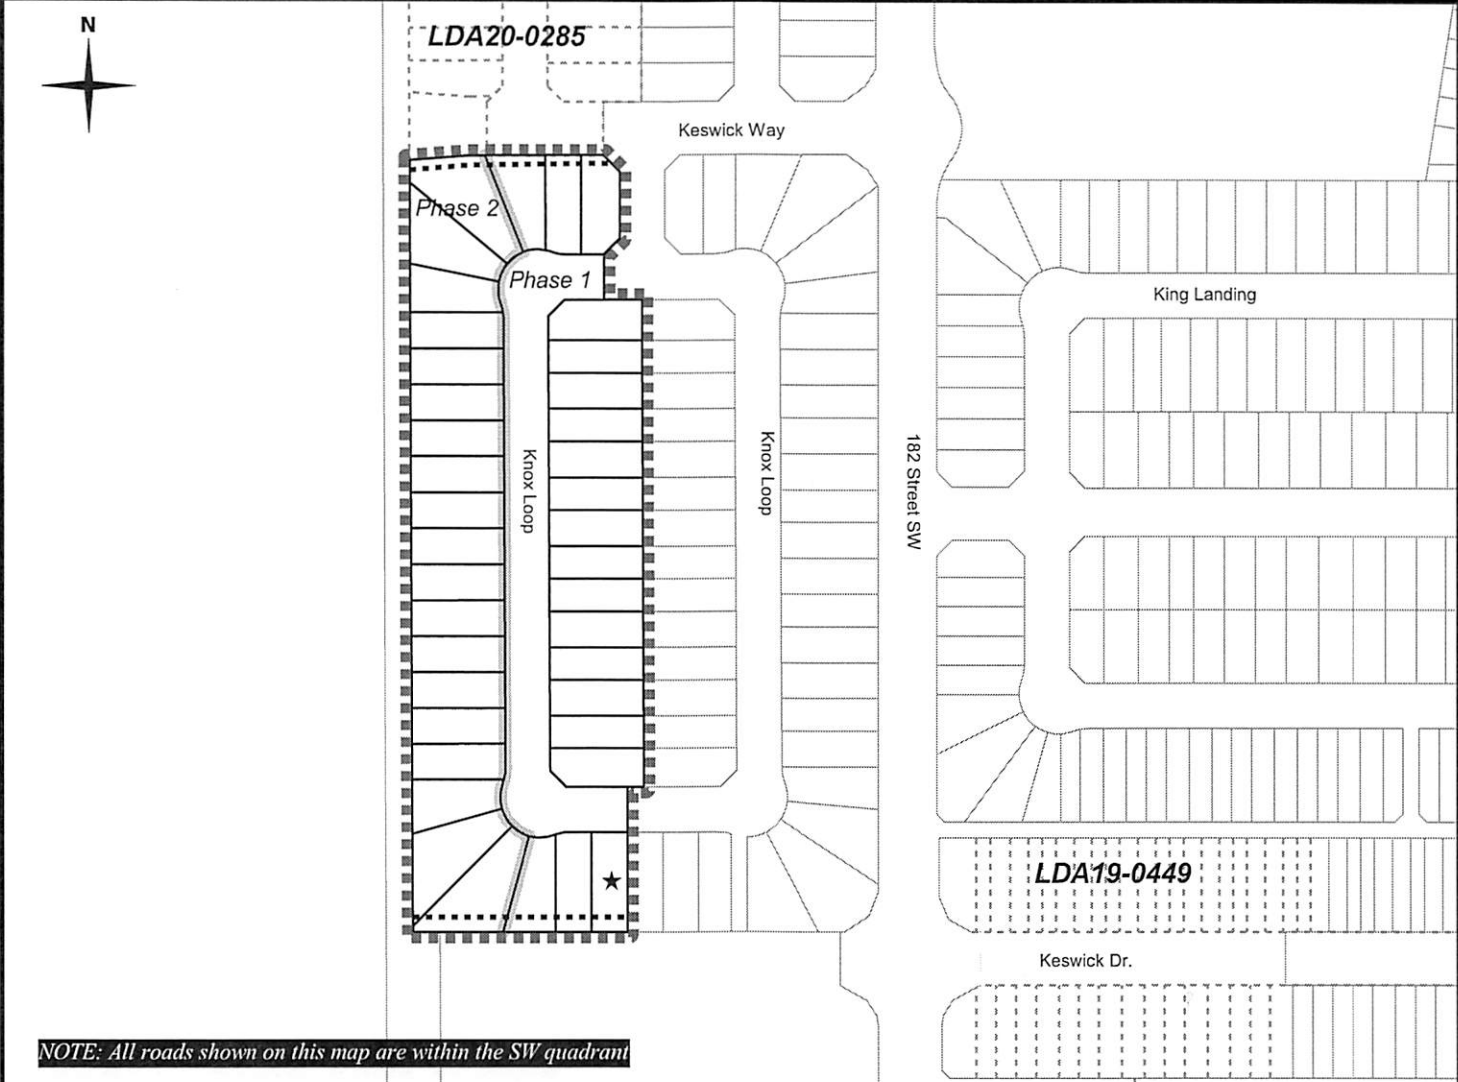 N
LDA20-0285
Keswick Way
Phase 2
Phase 1
King Landing
Knox Loop
Knox Loop
182 Street SW
LDA19-0449
Keswick Dr.
NOTE: All roads shown on this map are within the SW quadrant